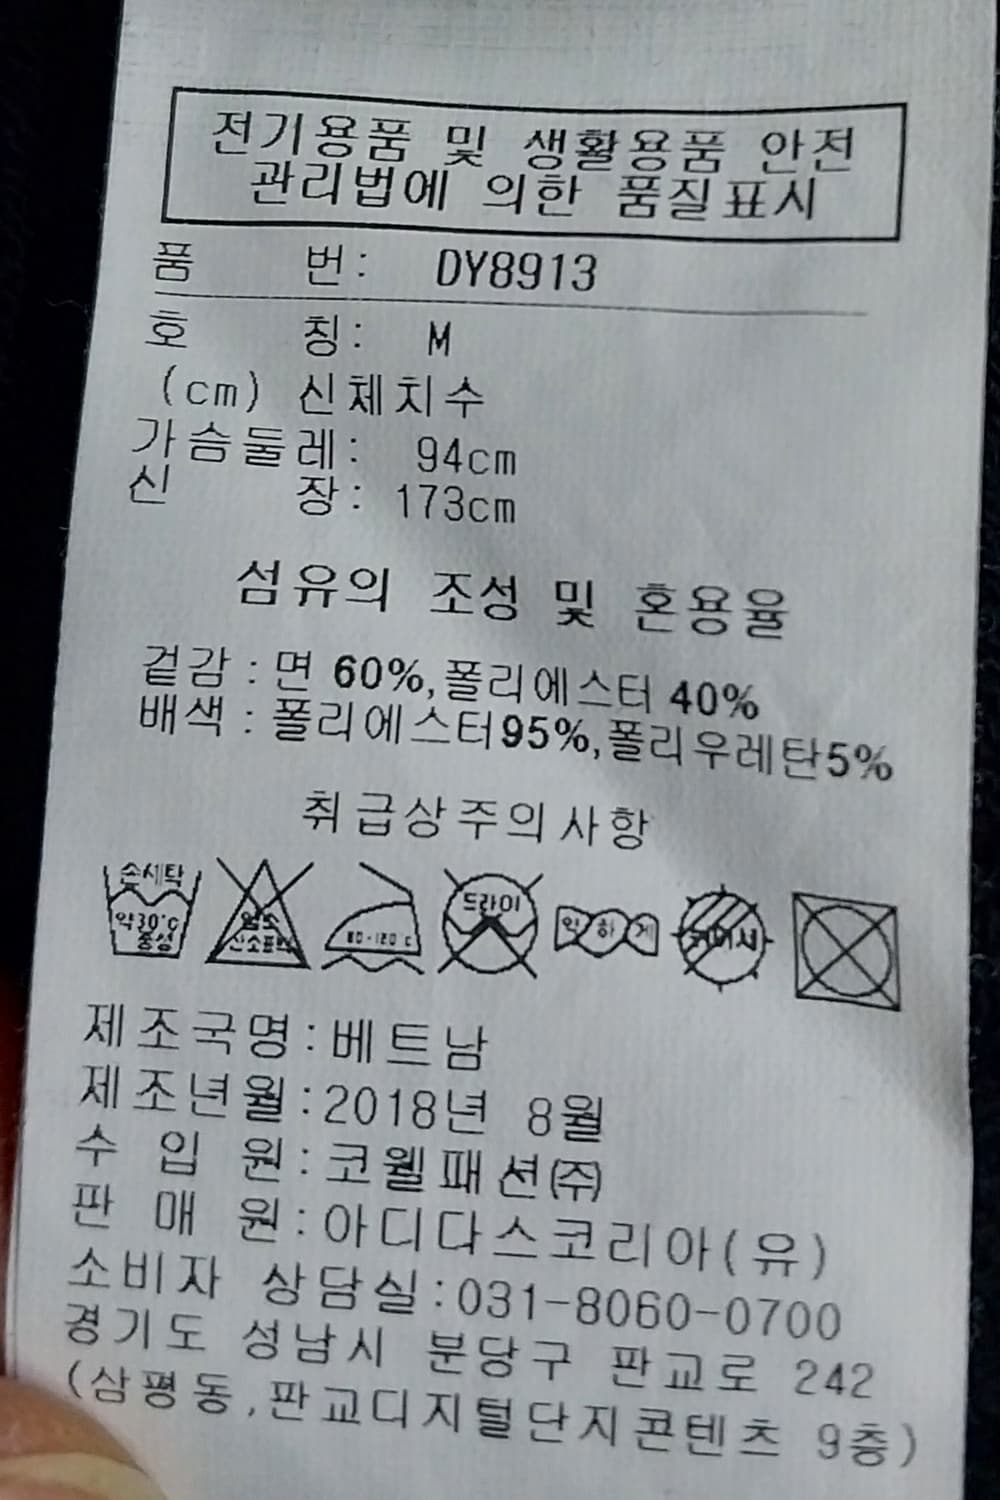 전기용품 및 생활용품 안전
관리법에 의한 품질표시
품 번: DY8913
호 칭: M
(cm) 신체치수
가슴둘레: 94cm
신 장: 173cm
섬유의 조성 및 혼용율
겉감 : 면 60%,폴리에스터 40%
배색 : 폴리에스터95%,폴리우레탄5%
취급상주의사항
손세탁
약30℃
중성
염소
산소표백
80-120℃
드라이
약하게
제조국명:베트남
제조년월:2018년 8월
수 입 원:코웰패션㈜
판 매 원:아디다스코리아(유)
소비자 상담실:031-8060-0700
경기도 성남시 분당구 판교로 242
(삼평동,판교디지털단지콘텐츠 9층)